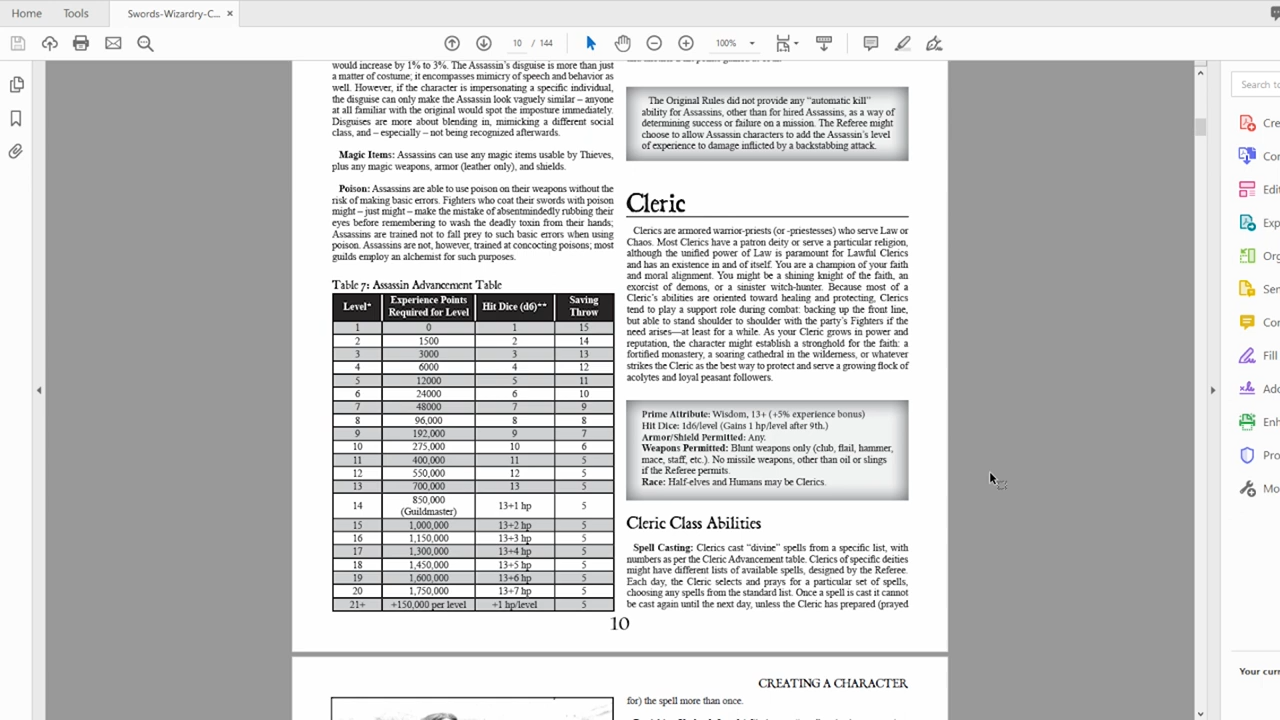 Home
Tools
Swords-Wizardry-C... ×
10 / 144
100%
would increase by 1% to 3%. The Assassin's disguise is more than just
a matter of costume; it encompasses mimicry of speech and behavior as
well. However, if the character is impersonating a specific individual,
the disguise can only make the Assassin look vaguely similar – anyone
at all familiar with the original would spot the imposture immediately.
Disguises are more about blending in, mimicking a different social
class, and – especially – not being recognized afterwards.
Magic Items: Assassins can use any magic items usable by Thieves,
plus any magic weapons, armor (leather only), and shields.
Poison: Assassins are able to use poison on their weapons without the
risk of making basic errors. Fighters who coat their swords with poison
might – just might – make the mistake of absentmindedly rubbing their
eyes before remembering to wash the deadly toxin from their hands;
Assassins are trained not to fall prey to such basic errors when using
poison. Assassins are not, however, trained at concocting poisons; most
guilds employ an alchemist for such purposes.
Table 7: Assassin Advancement Table
Level* Experience Points Required for Level Hit Dice (d6)** Saving Throw
1 0 1 15
2 1500 2 14
3 3000 3 13
4 6000 4 12
5 12000 5 11
6 24000 6 10
7 48000 7 9
8 96,000 8 8
9 192,000 9 7
10 275,000 10 6
11 400,000 11 5
12 550,000 12 5
13 700,000 13 5
14 850,000 (Guildmaster) 13+1 hp 5
15 1,000,000 13+2 hp 5
16 1,150,000 13+3 hp 5
17 1,300,000 13+4 hp 5
18 1,450,000 13+5 hp 5
19 1,600,000 13+6 hp 5
20 1,750,000 13+7 hp 5
21+ +150,000 per level +1 hp/level 5
The Original Rules did not provide any "automatic kill"
ability for Assassins, other than for hired Assassins, as a way of
determining success or failure on a mission. The Referee might
choose to allow Assassin characters to add the Assassin's level
of experience to damage inflicted by a backstabbing attack.
Cleric
Clerics are armored warrior-priests (or -priestesses) who serve Law or
Chaos. Most Clerics have a patron deity or serve a particular religion,
although the unified power of Law is paramount for Lawful Clerics
and has an existence in and of itself. You are a champion of your faith
and moral alignment. You might be a shining knight of the faith, an
exorcist of demons, or a sinister witch-hunter. Because most of a
Cleric's abilities are oriented toward healing and protecting, Clerics
tend to play a support role during combat: backing up the front line,
but able to stand shoulder to shoulder with the party's Fighters if the
need arises—at least for a while. As your Cleric grows in power and
reputation, the character might establish a stronghold for the faith: a
fortified monastery, a soaring cathedral in the wilderness, or whatever
strikes the Cleric as the best way to protect and serve a growing flock of
acolytes and loyal peasant followers.
Prime Attribute: Wisdom, 13+ (+5% experience bonus)
Hit Dice: 1d6/level (Gains 1 hp/level after 9th.)
Armor/Shield Permitted: Any.
Weapons Permitted: Blunt weapons only (club, flail, hammer,
mace, staff, etc.). No missile weapons, other than oil or slings
if the Referee permits.
Race: Half-elves and Humans may be Clerics.
Cleric Class Abilities
Spell Casting: Clerics cast "divine" spells from a specific list, with
numbers as per the Cleric Advancement table. Clerics of specific deities
might have different lists of available spells, designed by the Referee.
Each day, the Cleric selects and prays for a particular set of spells,
choosing any spells from the standard list. Once a spell is cast it cannot
be cast again until the next day, unless the Cleric has prepared (prayed
10
CREATING A CHARACTER
for) the spell more than once.
Search to
Cre
Con
Edi
Exp
Org
Sen
Con
Fill
Add
Enh
Pro
Mo
Your curr